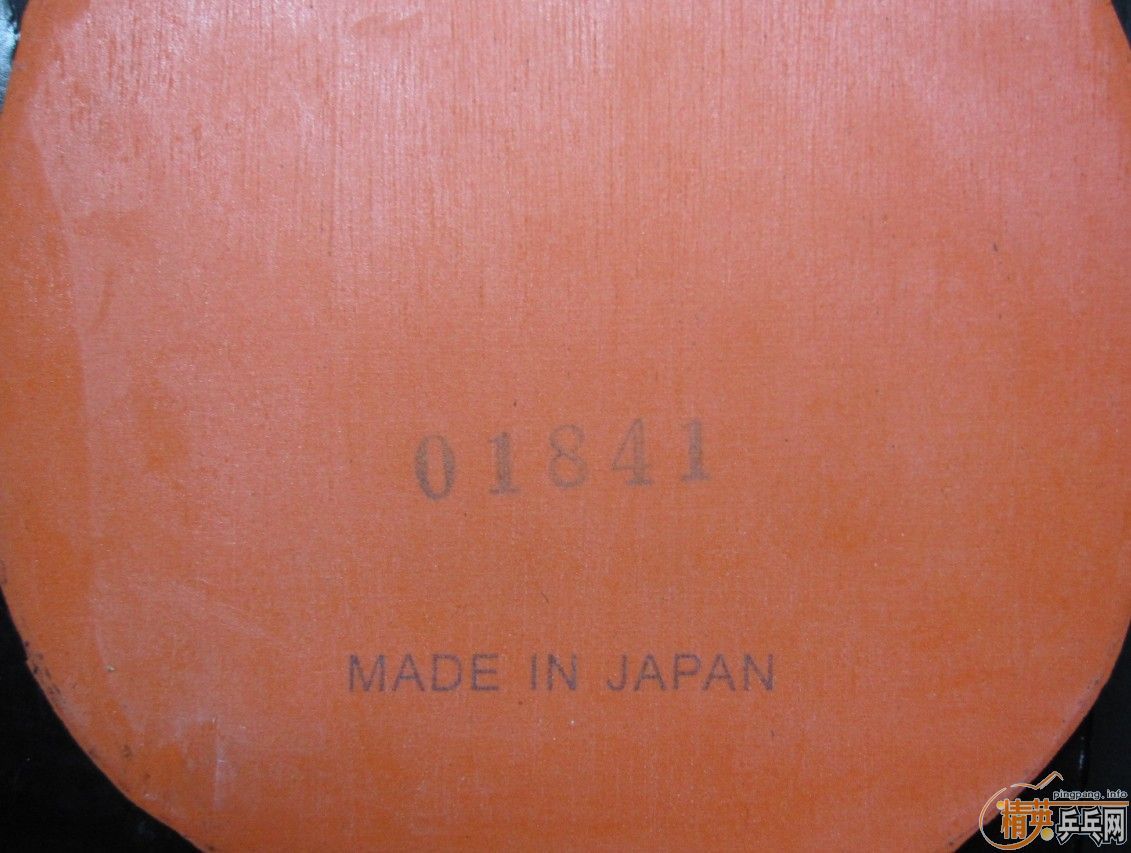 01841
MADE IN JAPAN
pingpang.info
精英乒乓网